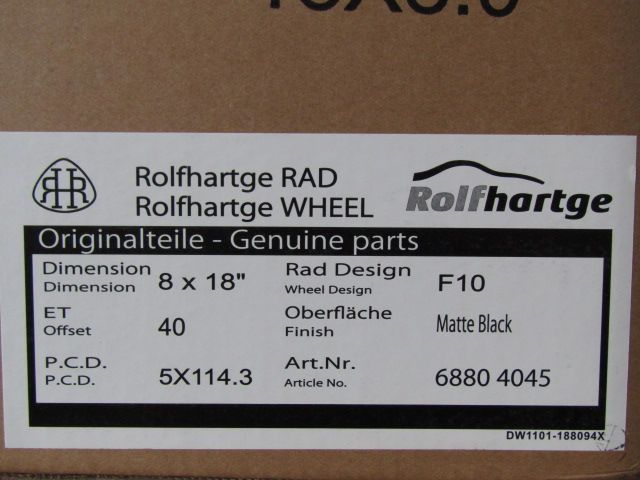 Rolfhartge RAD
Rolfhartge WHEEL
Rolfhartge
Originalteile - Genuine parts
Dimension
Dimension
8 x 18"
Rad Design
Wheel Design
F10
ET
Offset
40
Oberfläche
Finish
Matte Black
P.C.D.
P.C.D.
5X114.3
Art.Nr.
Article No.
6880 4045
DW1101-188094X